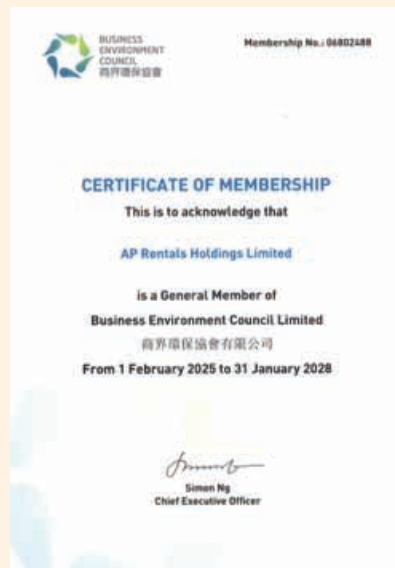 BUSINESS
ENVIRONMENT
COUNCIL
商界環保協會
Membership No.: 06802488
CERTIFICATE OF MEMBERSHIP
This is to acknowledge that
AP Rentals Holdings Limited
is a General Member of
Business Environment Council Limited
商界環保協會有限公司
From 1 February 2025 to 31 January 2028
Simon Ng
Chief Executive Officer